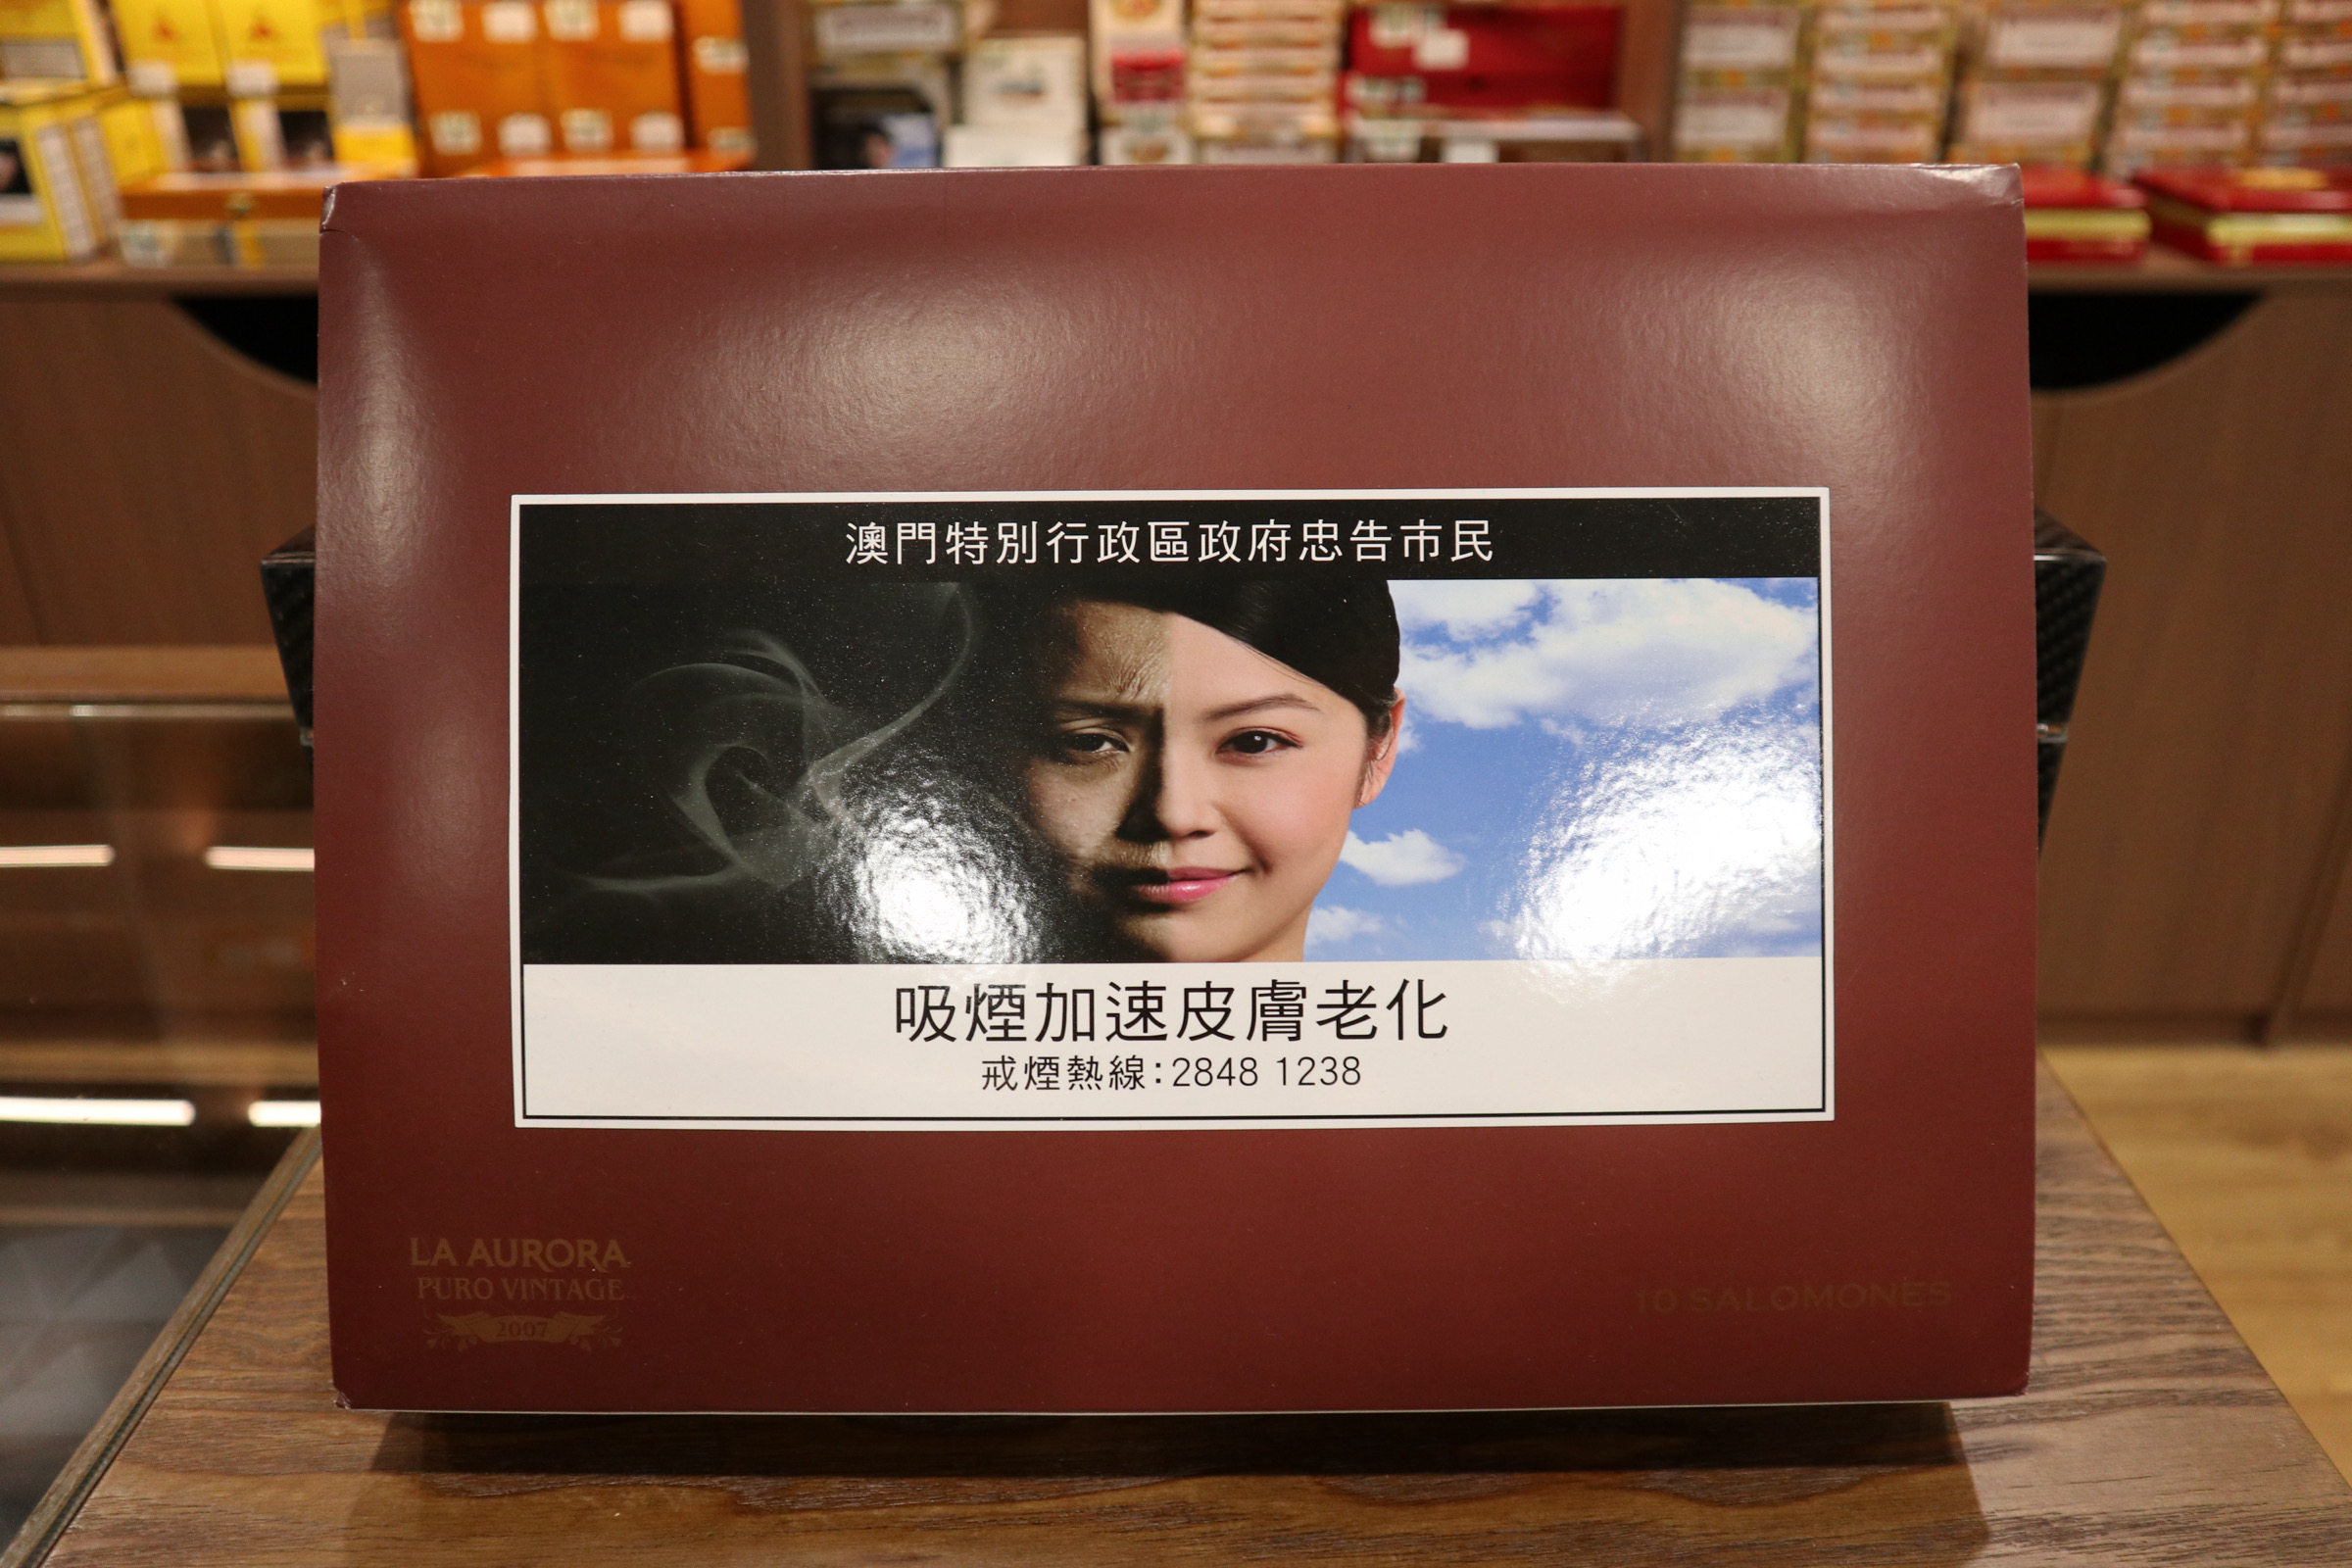 澳門特別行政區政府忠告市民
吸煙加速皮膚老化
戒煙熱線：2848 1238
LA AURORA
PURO VINTAGE
2007
10 SALOMONES